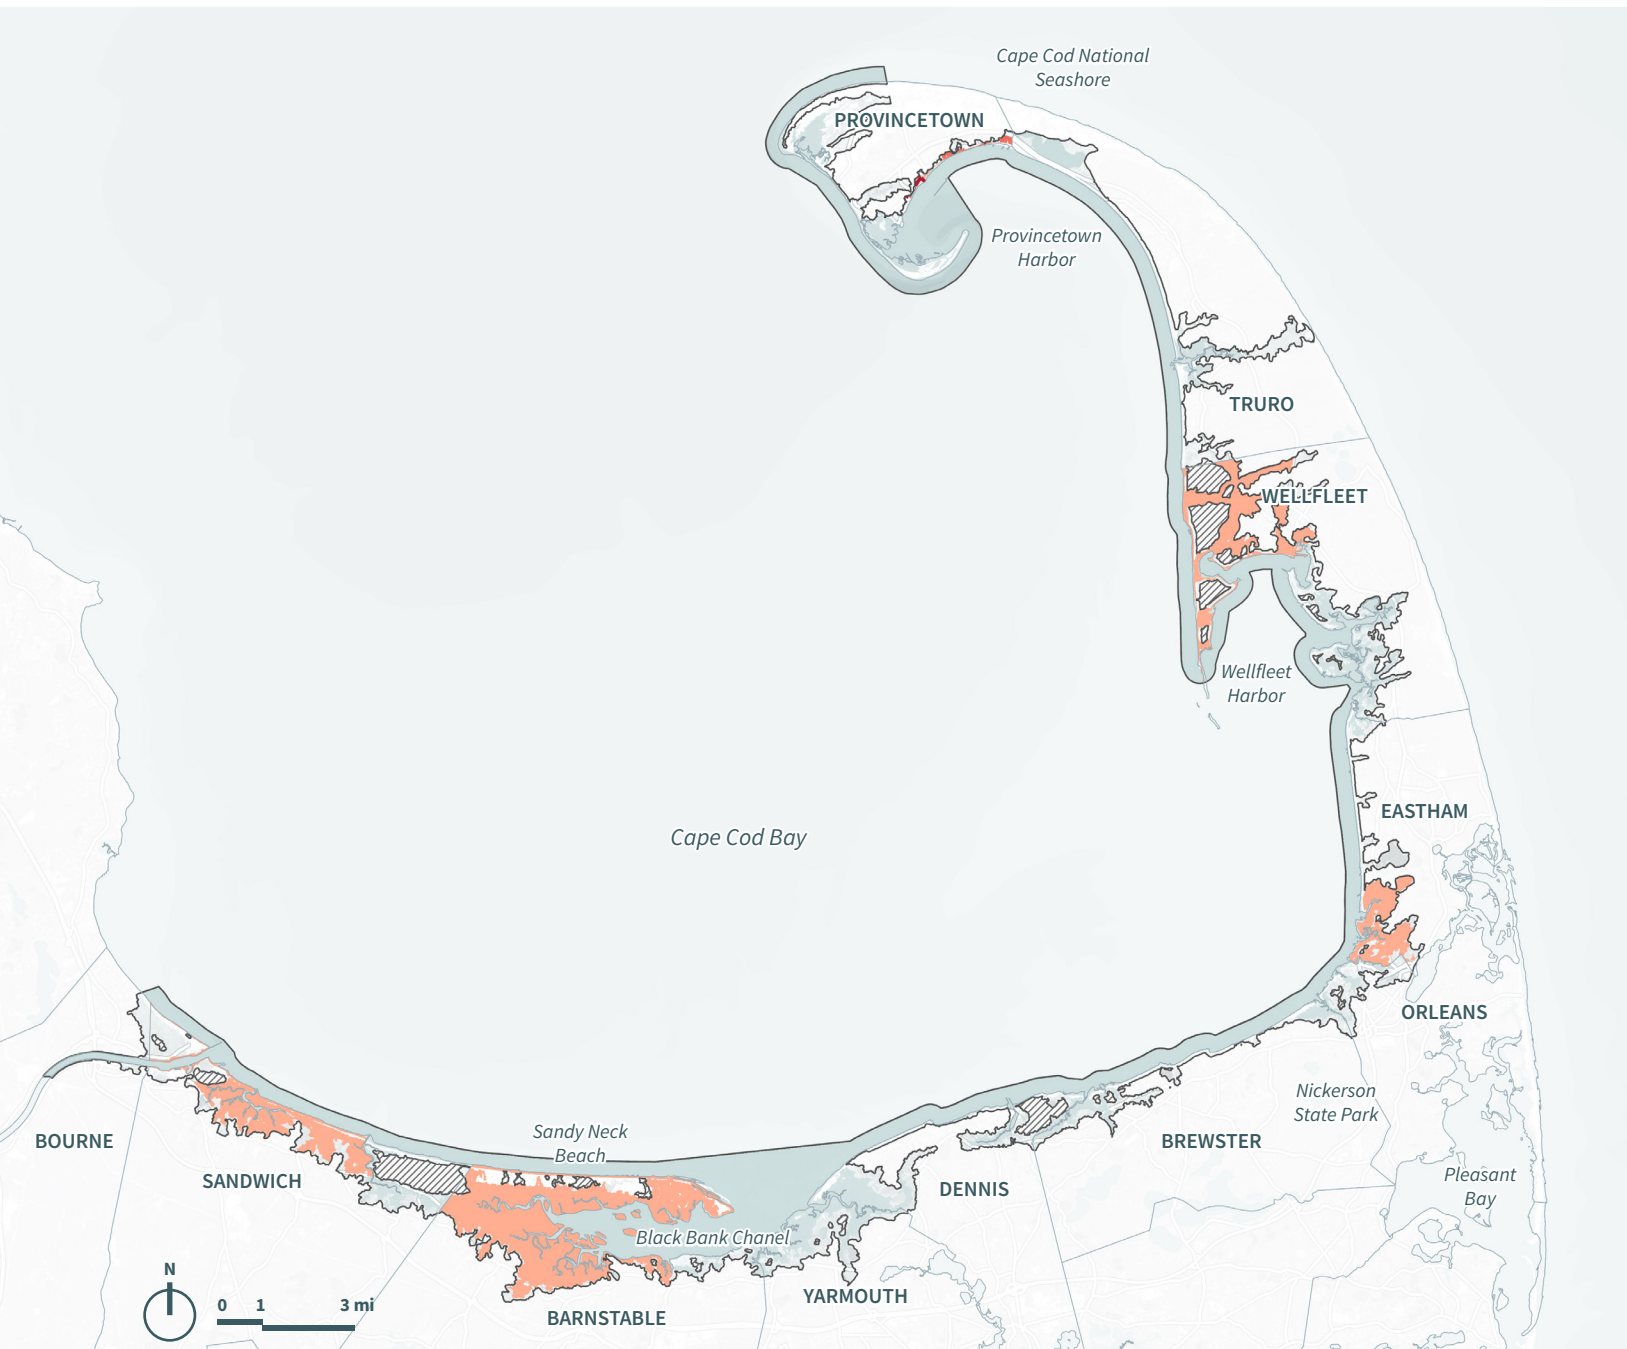 Cape Cod National
Seashore
PROVINCETOWN
Provincetown
Harbor
TRURO
WELLFLEET
Wellfleet
Harbor
EASTHAM
Cape Cod Bay
ORLEANS
Nickerson
State Park
BREWSTER
Pleasant
Bay
DENNIS
Sandy Neck
Beach
BOURNE
SANDWICH
Black Bank Chanel
YARMOUTH
BARNSTABLE
N
0 1 3 mi